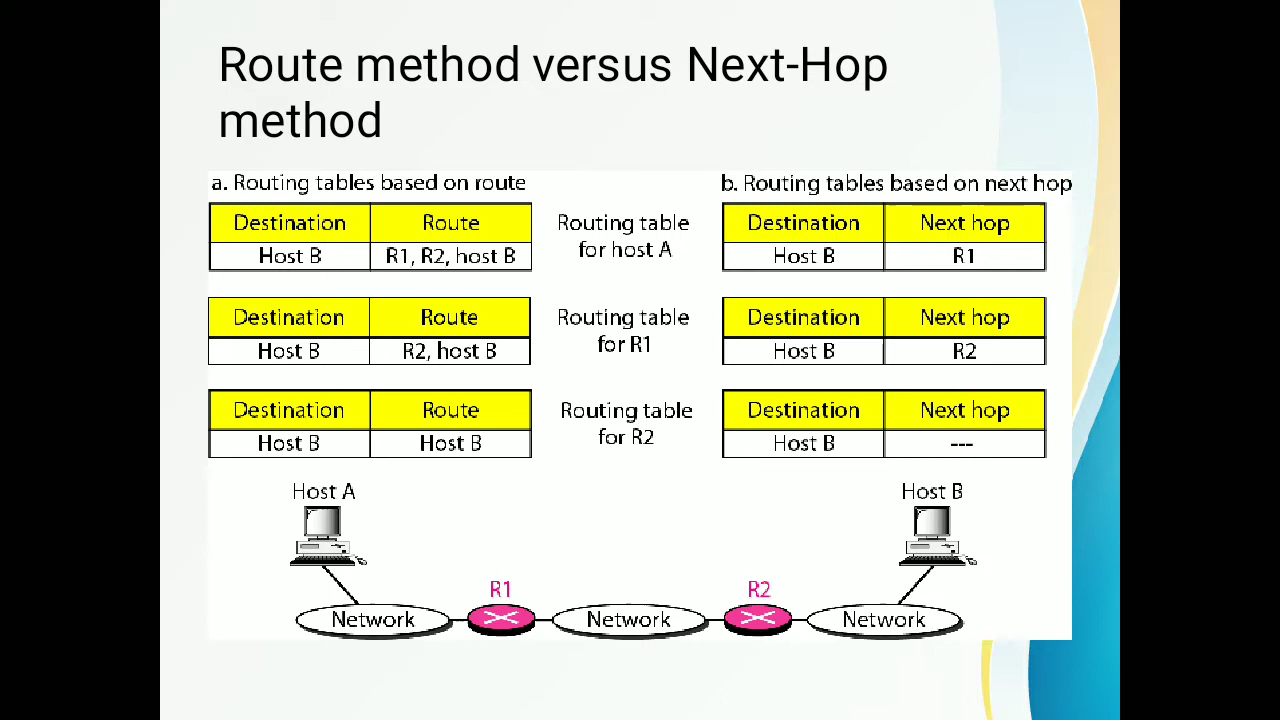 Route method versus Next-Hop
method
a. Routing tables based on route
b. Routing tables based on next hop
Destination Route
Host B R1, R2, host B
Routing table
for host A
Destination Next hop
Host B R1
Destination Route
Host B R2, host B
Routing table
for R1
Destination Next hop
Host B R2
Destination Route
Host B Host B
Routing table
for R2
Destination Next hop
Host B ---
Host A
Host B
R1
R2
Network
Network
Network